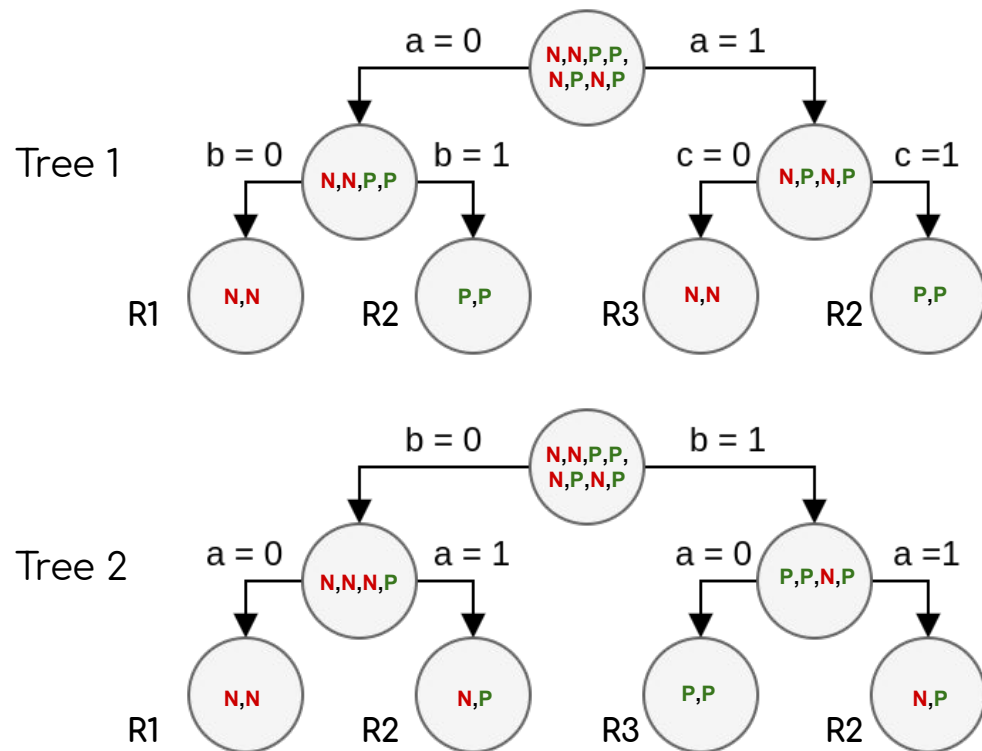 a = 0
N,N,P,P,
N,P,N,P
a = 1
Tree 1
b = 0
N,N,P,P
b = 1
c = 0
N,P,N,P
c =1
R1
N,N
R2
P,P
R3
N,N
R2
P,P
b = 0
N,N,P,P,
N,P,N,P
b = 1
Tree 2
a = 0
N,N,N,P
a = 1
a = 0
P,P,N,P
a =1
R1
N,N
R2
N,P
R3
P,P
R2
N,P